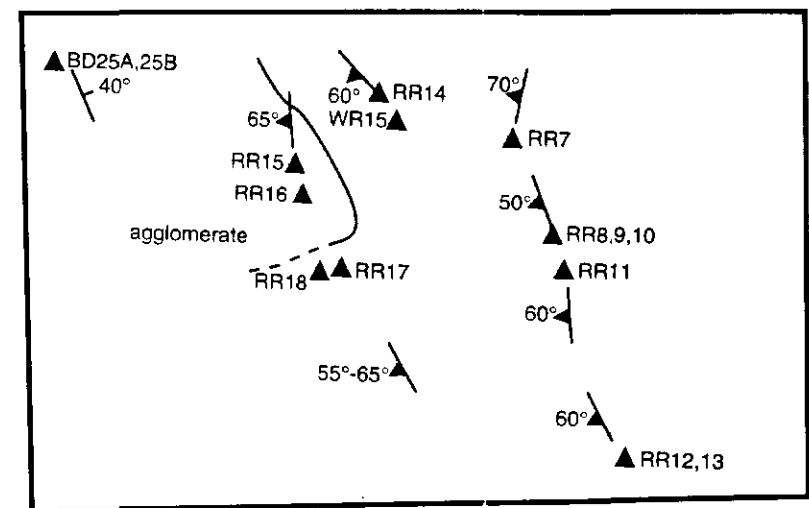 BD25A,25B
40°
60°
RR14
WR15
70°
RR7
65°
RR15
RR16
50°
RR8,9,10
agglomerate
RR11
RR18
RR17
60°
55°-65°
60°
RR12,13